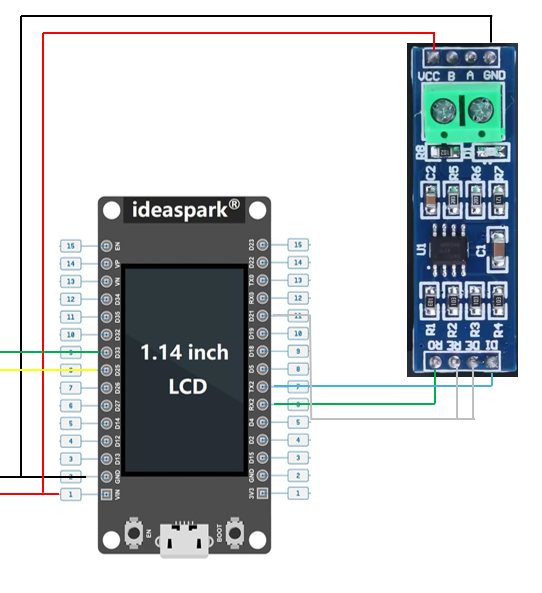 VCC B A GND
R8
D1
C2 R5 R6 R7
U1
C1
R1 R2 R3 R4
RO RE DE DI
ideaspark®
15 EN D23 15
14 VP D22 14
13 VN TX0 13
12 D34 RX0 12
11 D35 D21 11
10 D32 D19 10
D33 D18 9
D25 D5 8
7 D26 TX2 7
6 D27 RX2 6
5 D14 D4 5
4 D12 D2 4
3 D13 D15 3
2 GND GND 2
1 VIN 3V3 1
1.14 inch
LCD
EN
BOOT